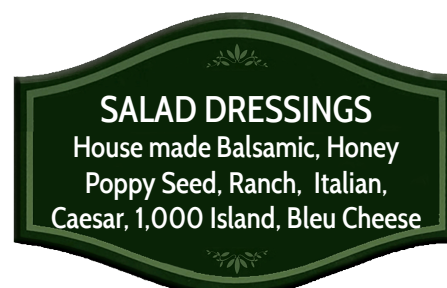 SALAD DRESSINGS
House made Balsamic, Honey
Poppy Seed, Ranch, Italian,
Caesar, 1,000 Island, Bleu Cheese